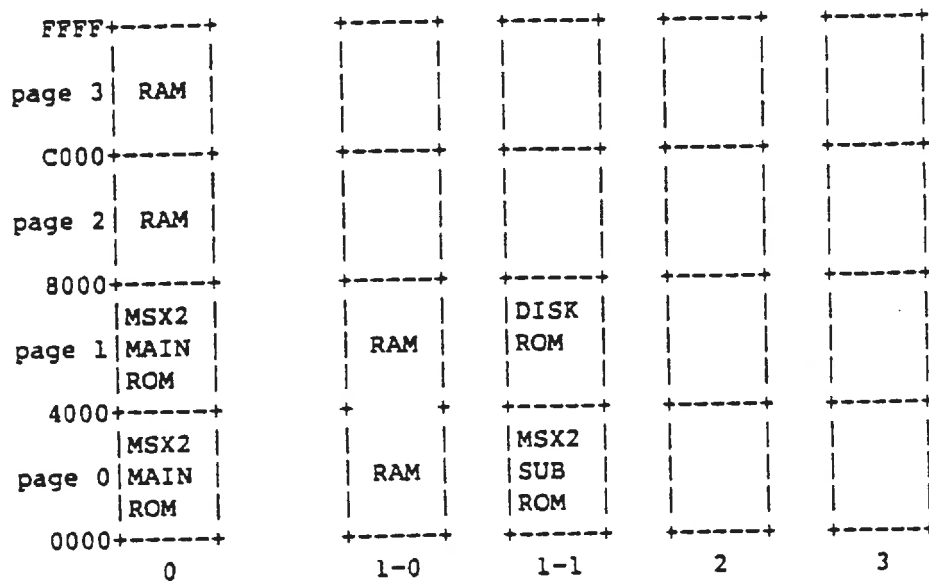 FFFF
page 3 RAM
C000
page 2 RAM
8000
MSX2 DISK
page 1 MAIN RAM ROM
ROM
4000
MSX2 MSX2
page 0 MAIN RAM SUB
ROM ROM
0000
0 1-0 1-1 2 3